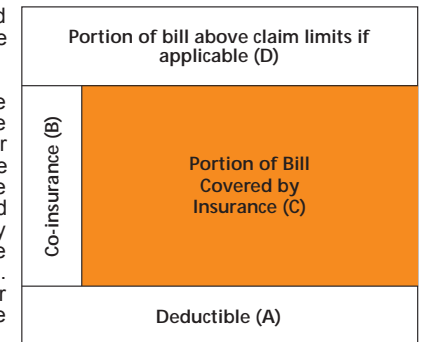 Portion of bill above claim limits if
applicable (D)
Co-insurance (B)
Portion of Bill
Covered by
Insurance (C)
Deductible (A)